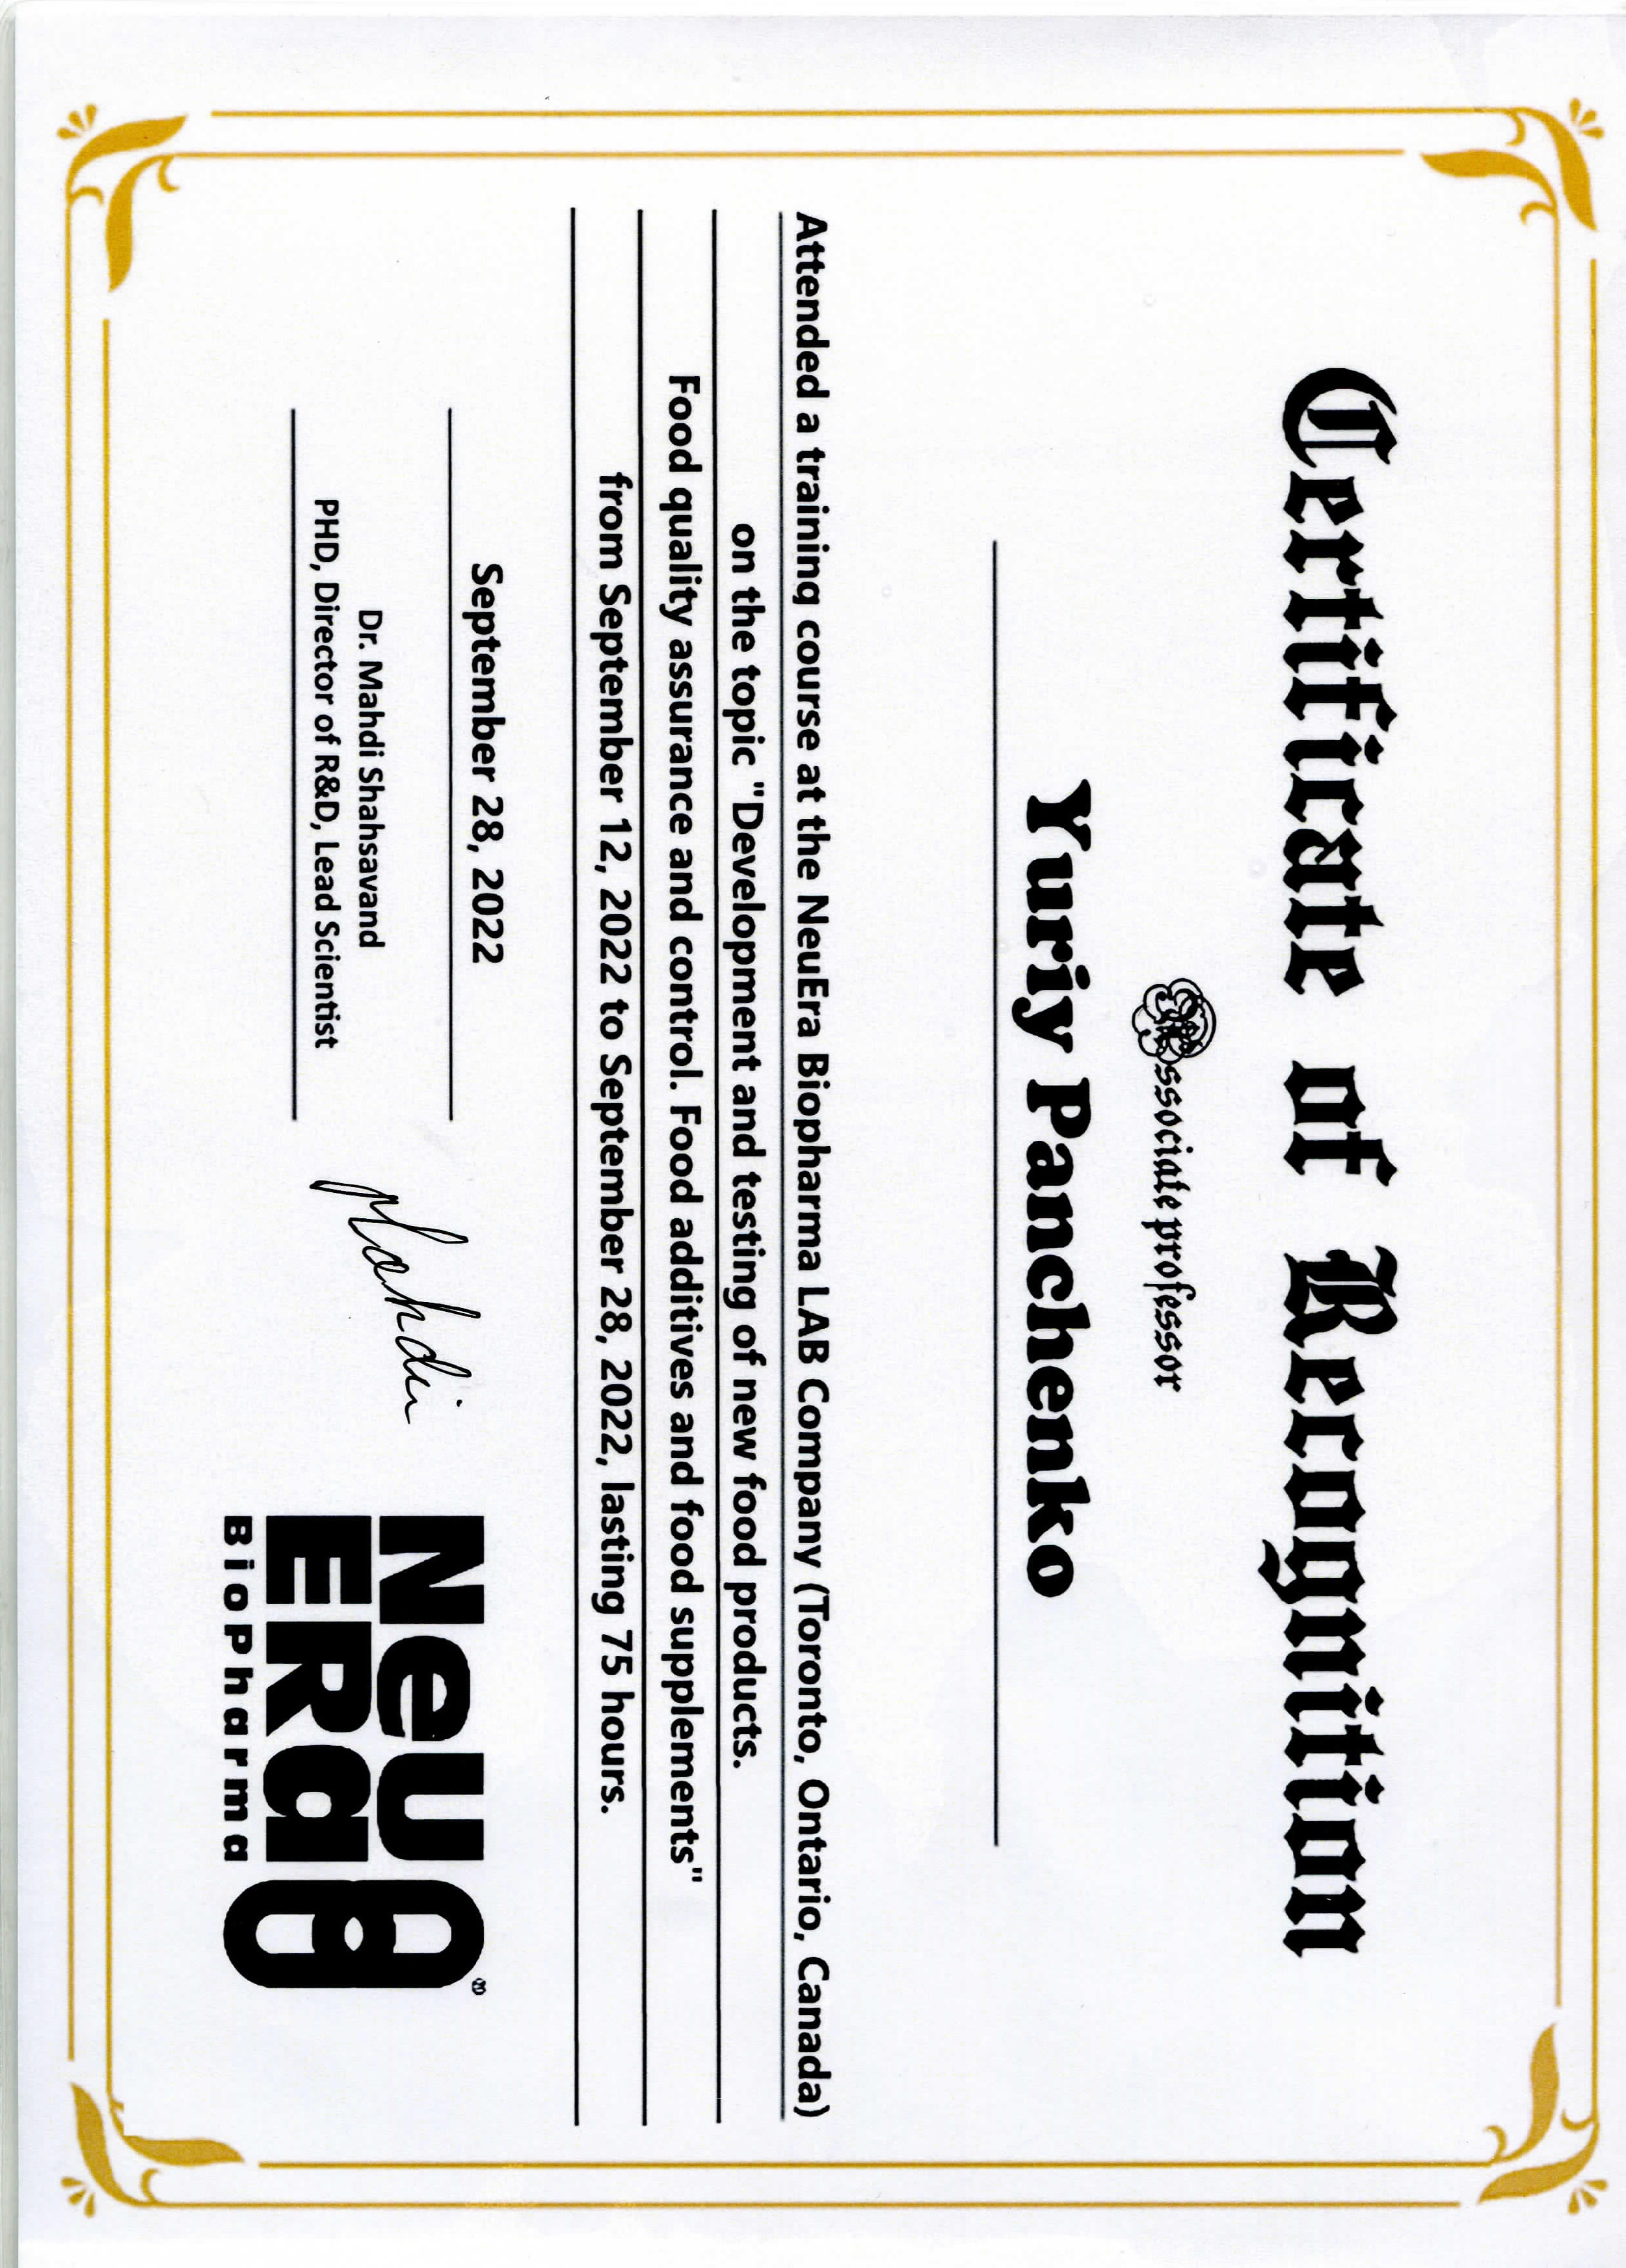 Certificate of Recognition
Associate professor
Yuriy Panchenko
Attended a training course at the NeuEra Biopharma LAB Company (Toronto, Ontario, Canada)
on the topic "Development and testing of new food products.
Food quality assurance and control. Food additives and food supplements"
from September 12, 2022 to September 28, 2022, lasting 75 hours.
September 28, 2022
Dr. Mahdi Shahsavand
PHD, Director of R&D, Lead Scientist
Mahdi
NeU
ERa
BioPharma
®